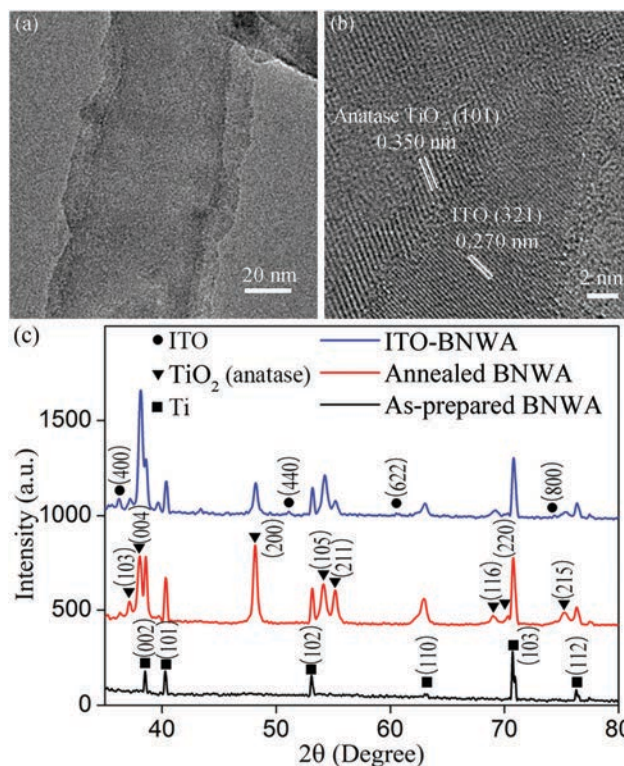 (a)
20 nm
(b)
Anatase TiO2 (101)
0.350 nm
ITO (321)
0.270 nm
2 nm
(c)
ITO
TiO2 (anatase)
Ti
ITO-BNWA
Annealed BNWA
As-prepared BNWA
Intensity (a.u.)
1500
1000
500
0
(400)
(440)
(622)
(800)
(103)
(004)
(200)
(105)
(211)
(116)
(220)
(215)
(002)
(101)
(102)
(110)
(103)
(112)
40
50
60
70
80
2θ (Degree)